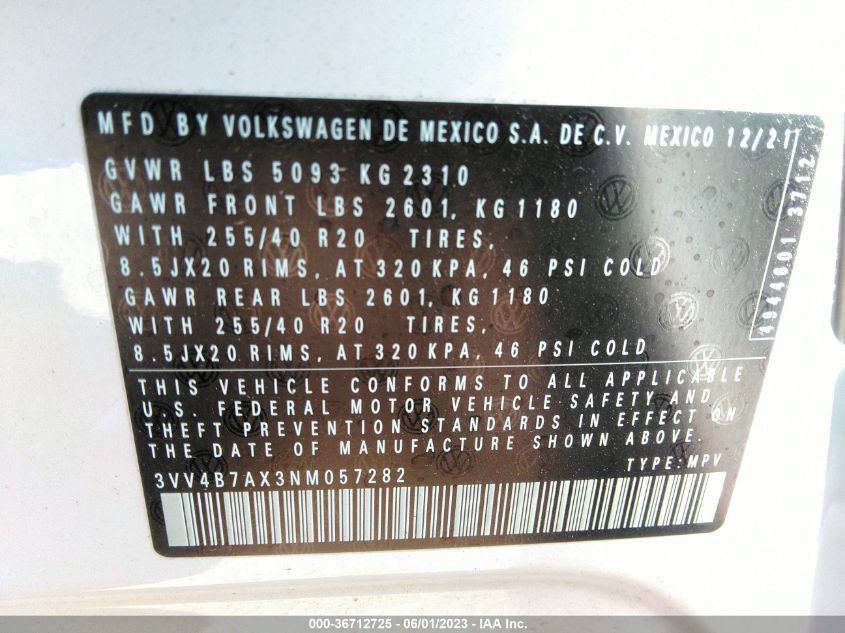 MFD BY VOLKSWAGEN DE MEXICO S.A. DE C.V. MEXICO 12/21
GVWR LBS 5093 KG 2310
GAWR FRONT LBS 2601, KG 1180
WITH 255/40 R20 TIRES,
8.5JX20 RIMS, AT 320 KPA, 46 PSI COLD
GAWR REAR LBS 2601, KG 1180
WITH 255/40 R20 TIRES,
8.5JX20 RIMS, AT 320 KPA, 46 PSI COLD
4944601 3712
THIS VEHICLE CONFORMS TO ALL APPLICABLE
U.S. FEDERAL MOTOR VEHICLE SAFETY AND
THEFT PREVENTION STANDARDS IN EFFECT ON
THE DATE OF MANUFACTURE SHOWN ABOVE.
3VV4B7AX3NM057282 TYPE: MPV
000-36712725 - 06/01/2023 - IAA Inc.